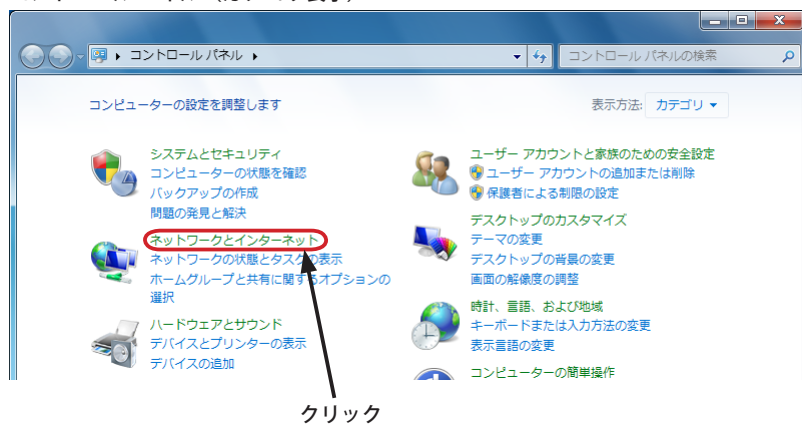 コントロール パネル
コントロール パネルの検索
コンピューターの設定を調整します
表示方法: カテゴリ
システムとセキュリティ
コンピューターの状態を確認
バックアップの作成
問題の発見と解決
ネットワークとインターネット
ネットワークの状態とタスクの表示
ホームグループと共有に関するオプションの
選択
ハードウェアとサウンド
デバイスとプリンターの表示
デバイスの追加
ユーザー アカウントと家族のための安全設定
ユーザー アカウントの追加または削除
保護者による制限の設定
デスクトップのカスタマイズ
テーマの変更
デスクトップの背景の変更
画面の解像度の調整
時計、言語、および地域
キーボードまたは入力方法の変更
表示言語の変更
コンピューターの簡単操作
クリック